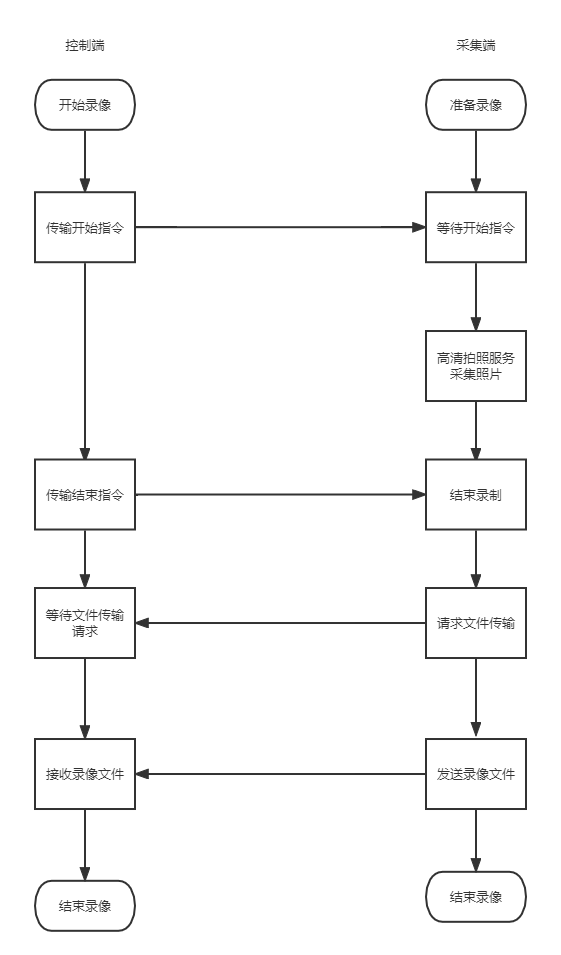 控制端
采集端
开始录像
准备录像
传输开始指令
等待开始指令
高清拍照服务
采集照片
传输结束指令
结束录制
等待文件传输
请求
请求文件传输
接收录像文件
发送录像文件
结束录像
结束录像